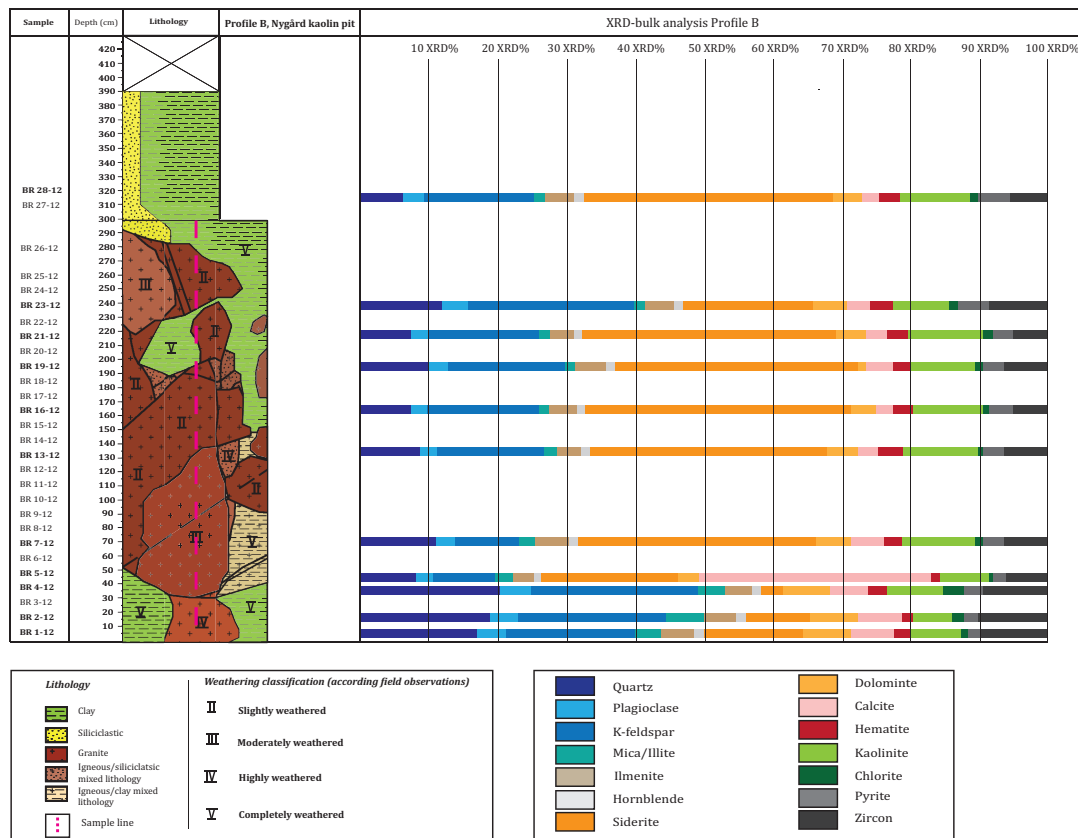 Sample Depth (cm) Lithology Profile B, Nygård kaolin pit XRD-bulk analysis Profile B
10 XRD% 20 XRD% 30 XRD% 40 XRD% 50 XRD% 60 XRD% 70 XRD% 80 XRD% 90 XRD% 100 XRD%
420
410
400
390
380
370
360
350
340
330
BR 28-12 320
BR 27-12 310
300
290
BR 26-12 280 V
270
BR 25-12 260 III II
BR 24-12 250
BR 23-12 240
230
BR 22-12 220 II
BR 21-12 210
BR 20-12 200 V
BR 19-12 190
BR 18-12 180 II
BR 17-12 170
BR 16-12 160 II
BR 15-12 150
BR 14-12 140
BR 13-12 130 IV
BR 12-12 120 II
BR 11-12 110 II
BR 10-12 100
BR 9-12 90
BR 8-12 80
BR 7-12 70 III V
BR 6-12 60
BR 5-12 50
BR 4-12 40
BR 3-12 30 V V
BR 2-12 20 IV
BR 1-12 10
Lithology
Clay
Siliciclastic
Granite
Igneous/siliciclatsic
mixed lithology
Igneous/clay mixed
lithology
Sample line
Weathering classification (according field observations)
II Slightly weathered
III Moderately weathered
IV Highly weathered
V Completely weathered
Quartz
Plagioclase
K-feldspar
Mica/Illite
Ilmenite
Hornblende
Siderite
Dolominte
Calcite
Hematite
Kaolinite
Chlorite
Pyrite
Zircon